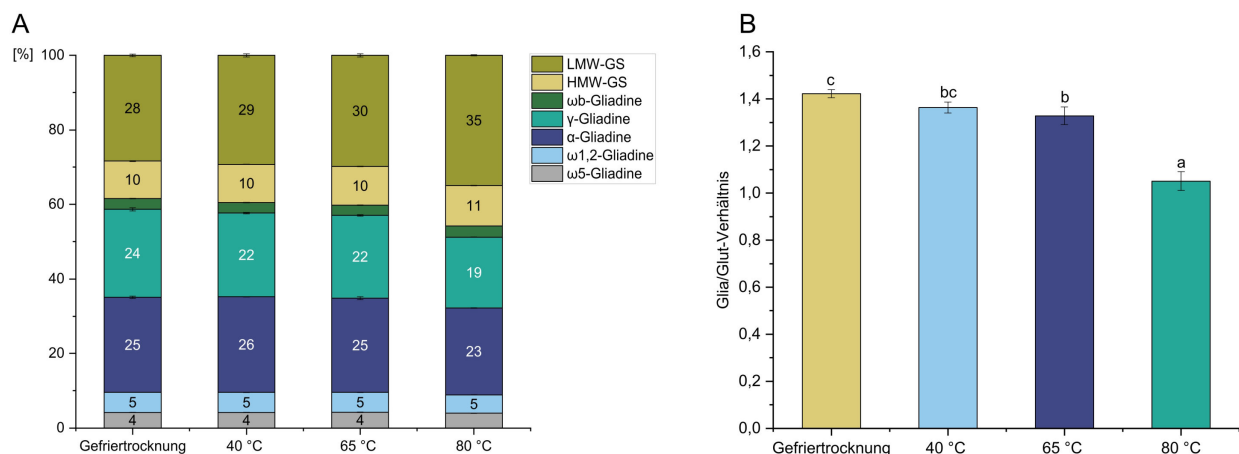 A
[%]
100
80
60
40
20
0
28
10
24
25
5
4
29
10
22
26
5
4
30
10
22
25
5
4
35
11
19
23
5
Gefriertrocknung
40 °C
65 °C
80 °C
LMW-GS
HMW-GS
ωb-Gliadine
γ-Gliadine
α-Gliadine
ω1,2-Gliadine
ω5-Gliadine
B
Glia/Glut-Verhältnis
1,6
1,4
1,2
1,0
0,8
0,6
0,4
0,2
0,0
c
bc
b
a
Gefriertrocknung
40 °C
65 °C
80 °C